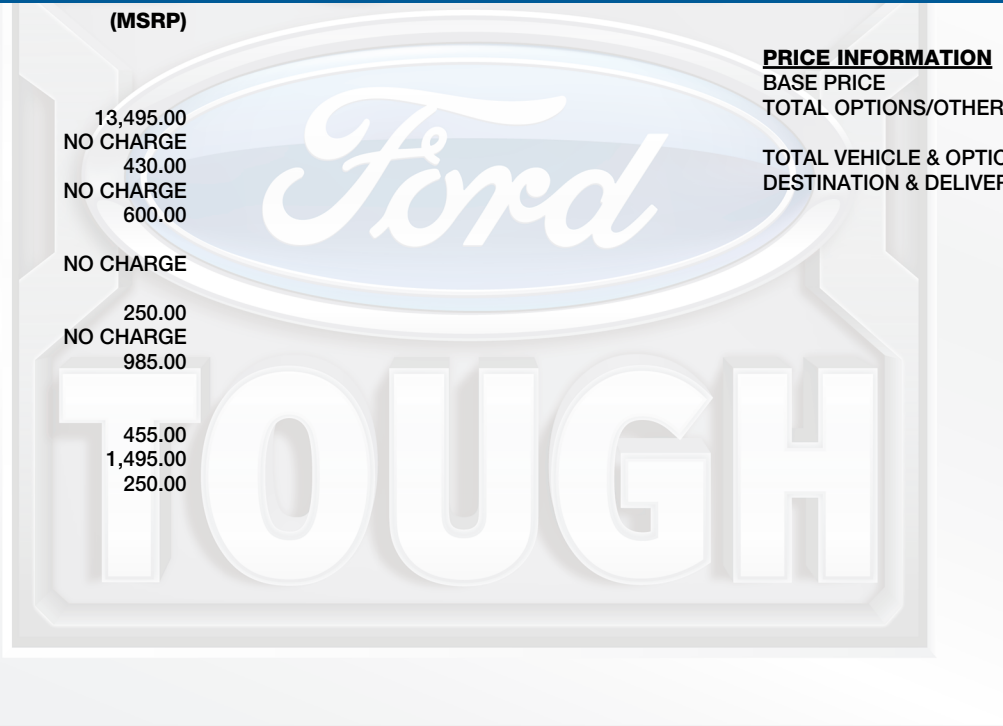 (MSRP)
13,495.00
NO CHARGE
430.00
NO CHARGE
600.00
NO CHARGE
250.00
NO CHARGE
985.00
455.00
1,495.00
250.00
PRICE INFORMATION
BASE PRICE
TOTAL OPTIONS/OTHER
TOTAL VEHICLE & OPTIO
DESTINATION & DELIVER
Ford
TOUGH